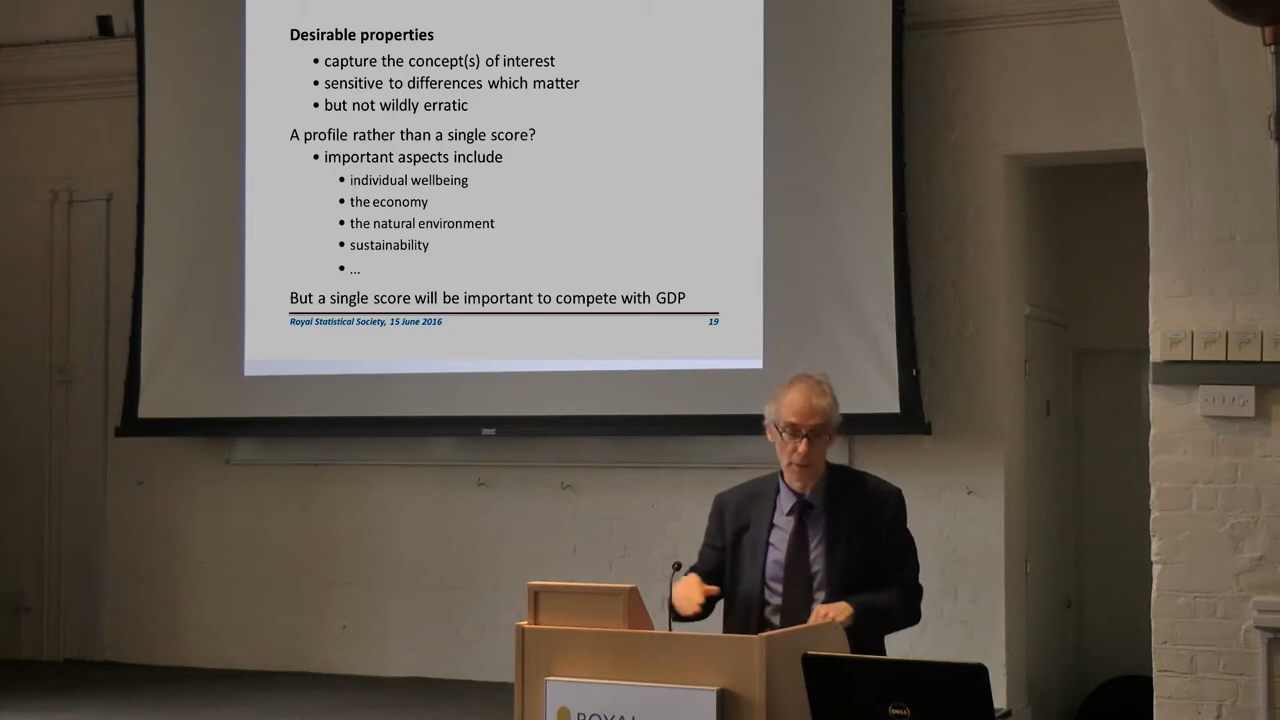 Desirable properties
• capture the concept(s) of interest
• sensitive to differences which matter
• but not wildly erratic
A profile rather than a single score?
• important aspects include
• individual wellbeing
• the economy
• the natural environment
• sustainability
• ...
But a single score will be important to compete with GDP
Royal Statistical Society, 15 June 2016 19
ROYAL
DELL